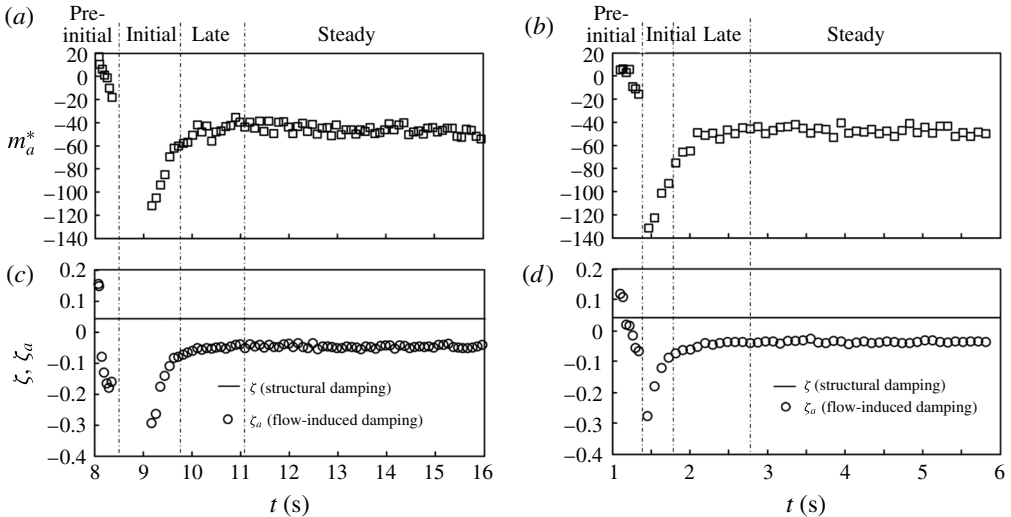 (a)
Pre-
initial
Initial
Late
Steady
20
0
−20
−40
−60
−80
−100
−120
−140
m*a
(b)
Pre-
initial
Initial
Late
Steady
20
0
−20
−40
−60
−80
−100
−120
−140
(c)
0.2
0.1
0
−0.1
−0.2
−0.3
−0.4
ζ, ζa
ζ (structural damping)
ζa (flow-induced damping)
8 9 10 11 12 13 14 15 16
t (s)
(d)
0.2
0.1
0
−0.1
−0.2
−0.3
−0.4
ζ (structural damping)
ζa (flow-induced damping)
1 2 3 4 5 6
t (s)